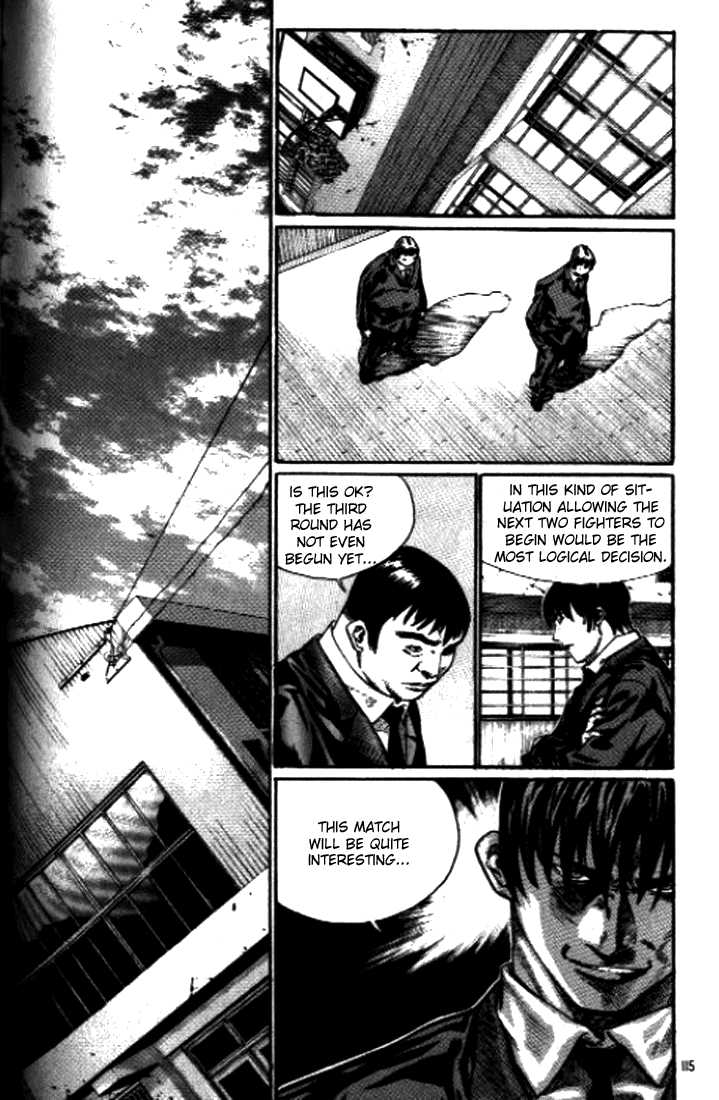 IS THIS OK?
THE THIRD
ROUND HAS
NOT EVEN
BEGUN YET...
IN THIS KIND OF SIT-
UATION ALLOWING THE
NEXT TWO FIGHTERS TO
BEGIN WOULD BE THE
MOST LOGICAL DECISION.
THIS MATCH
WILL BE QUITE
INTERESTING...
115